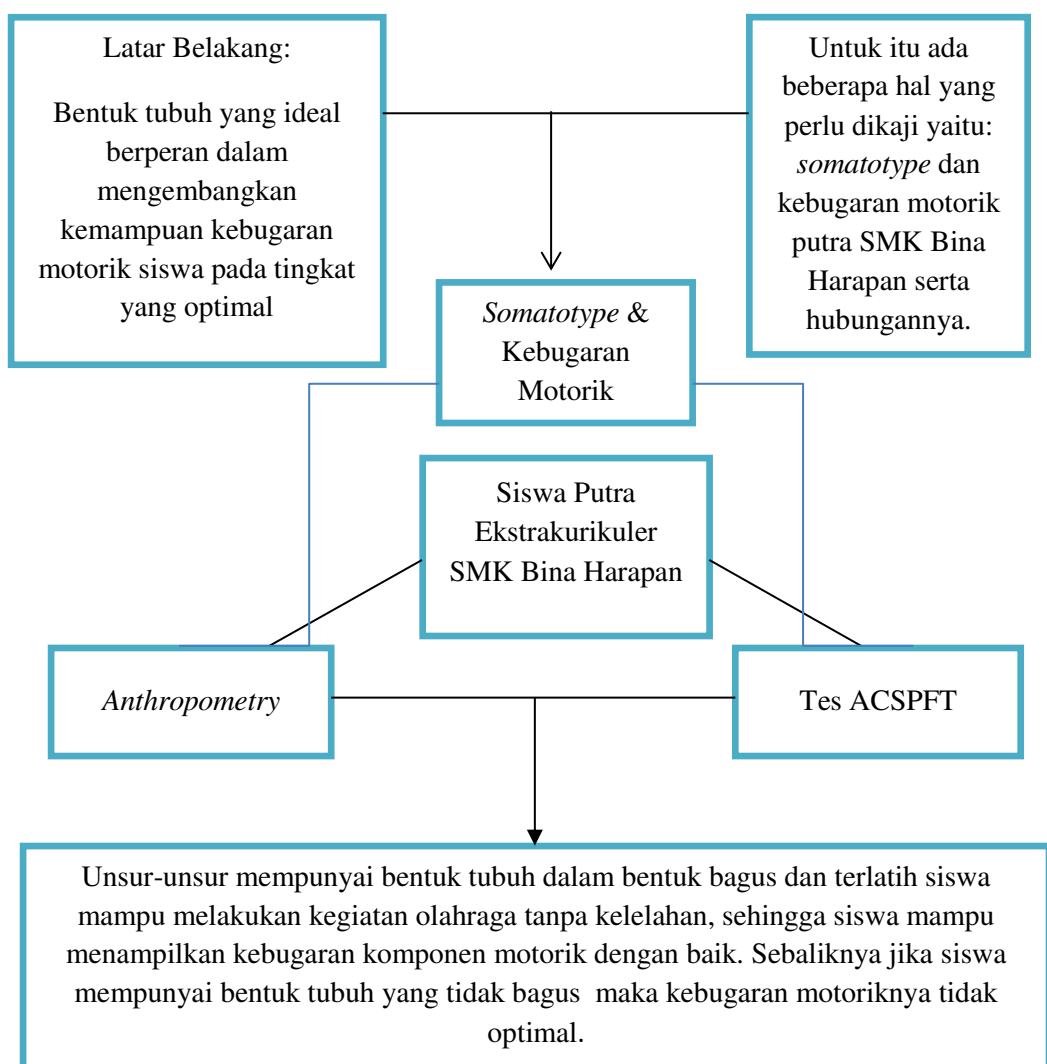 Latar Belakang:
Bentuk tubuh yang ideal
berperan dalam
mengembangkan
kemampuan kebugaran
motorik siswa pada tingkat
yang optimal
Untuk itu ada
beberapa hal yang
perlu dikaji yaitu:
somatotype dan
kebugaran motorik
putra SMK Bina
Harapan serta
hubungannya.
Somatotype &
Kebugaran
Motorik
Siswa Putra
Ekstrakurikuler
SMK Bina Harapan
Anthropometry
Tes ACSPFT
Unsur-unsur mempunyai bentuk tubuh dalam bentuk bagus dan terlatih siswa
mampu melakukan kegiatan olahraga tanpa kelelahan, sehingga siswa mampu
menampilkan kebugaran komponen motorik dengan baik. Sebaliknya jika siswa
mempunyai bentuk tubuh yang tidak bagus maka kebugaran motoriknya tidak
optimal.